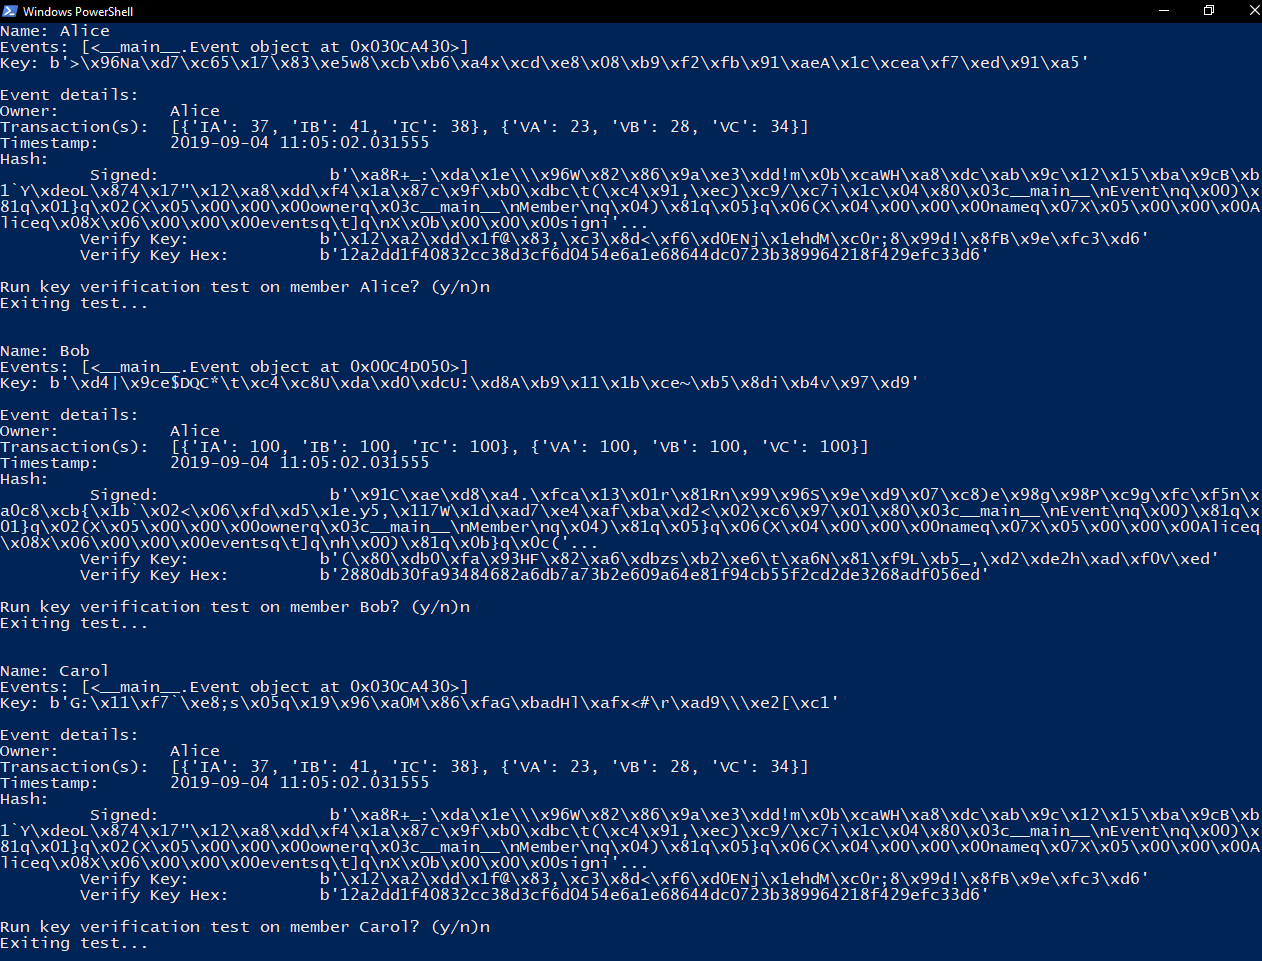 Windows PowerShell
Name: Alice
Events: [<__main__.Event object at 0x030CA430>]
Key: b'>\x96Na\xd7\xc65\x17\x83\xe5w8\xcb\xb6\xa4x\xcd\xe8\x08\xb9\xf2\xfb\x91\xaeA\x1c\xcea\xf7\xed\x91\xa5'
Event details:
Owner: Alice
Transaction(s): [{'IA': 37, 'IB': 41, 'IC': 38}, {'VA': 23, 'VB': 28, 'VC': 34}]
Timestamp: 2019-09-04 11:05:02.031555
Hash:
Signed: b'\xa8R+_:\xda\x1e\\\x96W\x82\x86\x9a\xe3\xdd!m\x0b\xcaWH\xa8\xdc\xab\x9c\x12\x15\xba\x9cB\xb
1`Y\xdeoL\x874\x17"\x12\xa8\xdd\xf4\x1a\x87c\x9f\xb0\xdbc\t(\xc4\x91,\xec)\xc9/\xc7i\x1c\x04\x80\x03c__main__\nEvent\nq\x00)\x
81q\x01}q\x02(X\x05\x00\x00\x00ownerq\x03c__main__\nMember\nq\x04)\x81q\x05}q\x06(X\x04\x00\x00\x00nameq\x07X\x05\x00\x00\x00A
liceq\x08X\x06\x00\x00\x00eventsq\t]q\nX\x0b\x00\x00\x00signi'...
Verify Key: b'\x12\xa2\xdd\x1f@\x83,\xc3\x8d<\xf6\xd0ENj\x1ehdM\xc0r;8\x99d!\x8fB\x9e\xfc3\xd6'
Verify Key Hex: b'12a2dd1f40832cc38d3cf6d0454e6a1e68644dc0723b389964218f429efc33d6'
Run key verification test on member Alice? (y/n)n
Exiting test...
Name: Bob
Events: [<__main__.Event object at 0x00C4D050>]
Key: b'\xd4|\x9ce$DQC*\t\xc4\xc8U\xda\xd0\xdcU:\xd8A\xb9\x11\x1b\xce~\xb5\x8di\xb4v\x97\xd9'
Event details:
Owner: Alice
Transaction(s): [{'IA': 100, 'IB': 100, 'IC': 100}, {'VA': 100, 'VB': 100, 'VC': 100}]
Timestamp: 2019-09-04 11:05:02.031555
Hash:
Signed: b'\x91C\xae\xd8\xa4.\xfca\x13\x01r\x81Rn\x99\x96S\x9e\xd9\x07\xc8)e\x98g\x98P\xc9g\xfc\xf5n\x
a0c8\xcb{\x1b`\x02<\x06\xfd\xd5\x1e.y5,\x117W\x1d\xad7\xe4\xaf\xba\xd2<\x02\xc6\x97\x01\x80\x03c__main__\nEvent\nq\x00)\x81q\x
01}q\x02(X\x05\x00\x00\x00ownerq\x03c__main__\nMember\nq\x04)\x81q\x05}q\x06(X\x04\x00\x00\x00nameq\x07X\x05\x00\x00\x00Aliceq
\x08X\x06\x00\x00\x00eventsq\t]q\nh\x00)\x81q\x0b}q\x0c('...
Verify Key: b'(\x80\xdb0\xfa\x93HF\x82\xa6\xdbzs\xb2\xe6\t\xa6N\x81\xf9L\xb5_,\xd2\xde2h\xad\xf0V\xed'
Verify Key Hex: b'2880db30fa93484682a6db7a73b2e609a64e81f94cb55f2cd2de3268adf056ed'
Run key verification test on member Bob? (y/n)n
Exiting test...
Name: Carol
Events: [<__main__.Event object at 0x030CA430>]
Key: b'G:\x11\xf7`\xe8;s\x05q\x19\x96\xa0M\x86\xfaG\xbadHl\xafx<#\r\xad9\\\xe2[\xc1'
Event details:
Owner: Alice
Transaction(s): [{'IA': 37, 'IB': 41, 'IC': 38}, {'VA': 23, 'VB': 28, 'VC': 34}]
Timestamp: 2019-09-04 11:05:02.031555
Hash:
Signed: b'\xa8R+_:\xda\x1e\\\x96W\x82\x86\x9a\xe3\xdd!m\x0b\xcaWH\xa8\xdc\xab\x9c\x12\x15\xba\x9cB\xb
1`Y\xdeoL\x874\x17"\x12\xa8\xdd\xf4\x1a\x87c\x9f\xb0\xdbc\t(\xc4\x91,\xec)\xc9/\xc7i\x1c\x04\x80\x03c__main__\nEvent\nq\x00)\x
81q\x01}q\x02(X\x05\x00\x00\x00ownerq\x03c__main__\nMember\nq\x04)\x81q\x05}q\x06(X\x04\x00\x00\x00nameq\x07X\x05\x00\x00\x00A
liceq\x08X\x06\x00\x00\x00eventsq\t]q\nX\x0b\x00\x00\x00signi'...
Verify Key: b'\x12\xa2\xdd\x1f@\x83,\xc3\x8d<\xf6\xd0ENj\x1ehdM\xc0r;8\x99d!\x8fB\x9e\xfc3\xd6'
Verify Key Hex: b'12a2dd1f40832cc38d3cf6d0454e6a1e68644dc0723b389964218f429efc33d6'
Run key verification test on member Carol? (y/n)n
Exiting test...